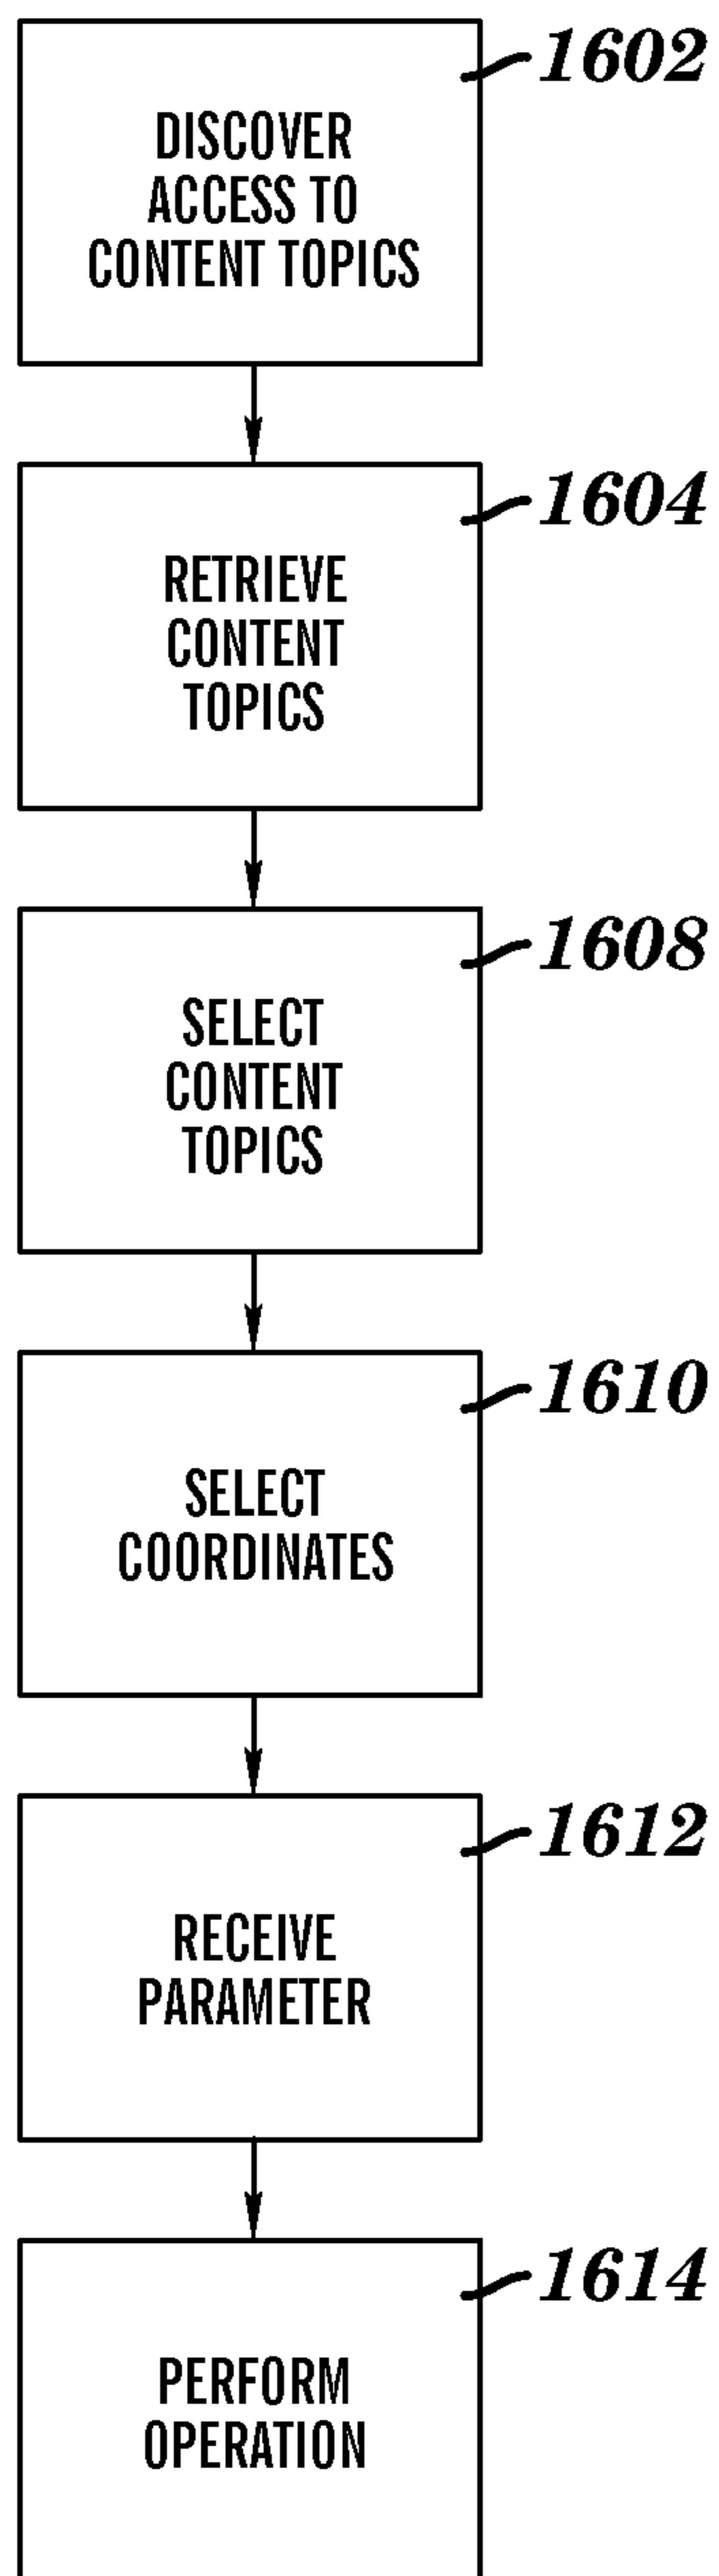 1602
DISCOVER
ACCESS TO
CONTENT TOPICS
1604
RETRIEVE
CONTENT
TOPICS
1608
SELECT
CONTENT
TOPICS
1610
SELECT
COORDINATES
1612
RECEIVE
PARAMETER
1614
PERFORM
OPERATION